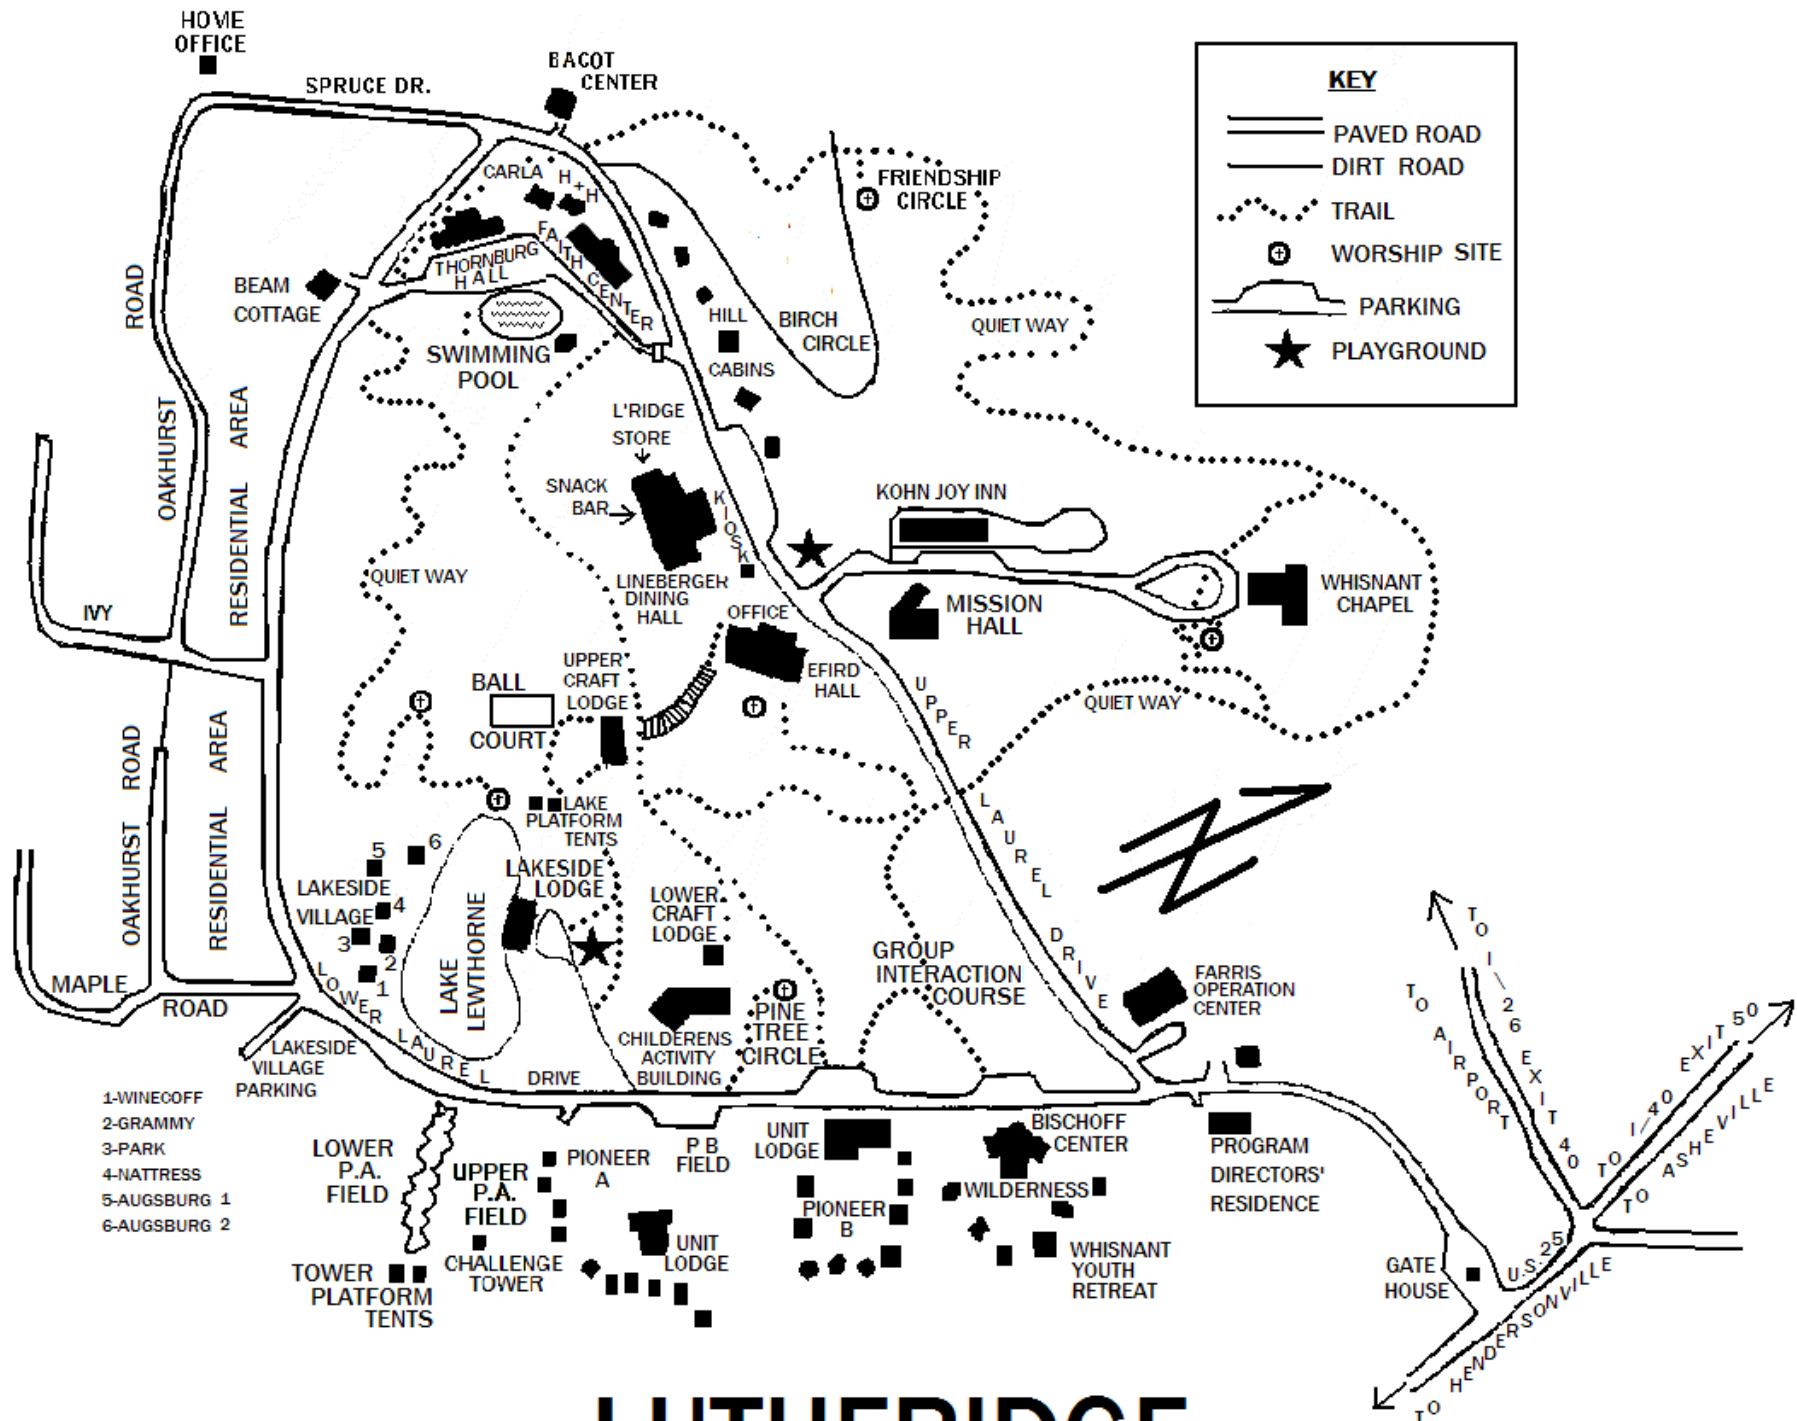 HOME
OFFICE
SPRUCE DR.
BACOT
CENTER
KEY
PAVED ROAD
DIRT ROAD
TRAIL
WORSHIP SITE
PARKING
PLAYGROUND
CARLA
H+H
FRIENDSHIP
CIRCLE
THORNBURG
HALL
FAITH CENTER
BEAM
COTTAGE
ROAD
OAKHURST
SWIMMING
POOL
HILL
CABINS
BIRCH
CIRCLE
QUIET WAY
RESIDENTIAL AREA
L'RIDGE
STORE
SNACK
BAR
KIOSK
KOHN JOY INN
LINEBERGER
DINING
HALL
QUIET WAY
IVY
OFFICE
EFIRD
HALL
MISSION
HALL
WHISNANT
CHAPEL
UPPER
CRAFT
LODGE
BALL
COURT
QUIET WAY
UPPER LAUREL DRIVE
OAKHURST ROAD
RESIDENTIAL AREA
LAKE
PLATFORM
TENTS
5
6
LAKESIDE
VILLAGE
4
3
2
1
LAKESIDE
LODGE
LAKE
LEWTHORNE
LOWER
CRAFT
LODGE
GROUP
INTERACTION
COURSE
FARRIS
OPERATION
CENTER
MAPLE
ROAD
LOWER LAUREL DRIVE
PINE
TREE
CIRCLE
CHILDERENS
ACTIVITY
BUILDING
LAKESIDE
VILLAGE
PARKING
1-WINECOFF
2-GRAMMY
3-PARK
4-NATTRESS
5-AUGSBURG 1
6-AUGSBURG 2
LOWER
P.A.
FIELD
UPPER
P.A.
FIELD
PIONEER
A
P B
FIELD
UNIT
LODGE
BISCHOFF
CENTER
PROGRAM
DIRECTORS'
RESIDENCE
WILDERNESS
PIONEER
B
UNIT
LODGE
CHALLENGE
TOWER
TOWER
PLATFORM
TENTS
WHISNANT
YOUTH
RETREAT
GATE
HOUSE
U.S. 25
TO I-26 EXIT 40
TO AIRPORT
TO I-40 EXIT 50
TO ASHEVILLE
TO HENDERSONVILLE
LUTHERIDGE